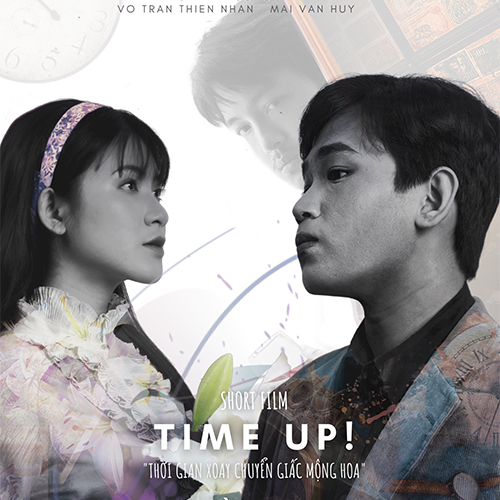 VO TRAN THIEN NHAN MAI VAN HUY
SHORT FILM
TIME UP!
"THỜI GIAN XOAY CHUYỂN GIẤC MỘNG HOA"